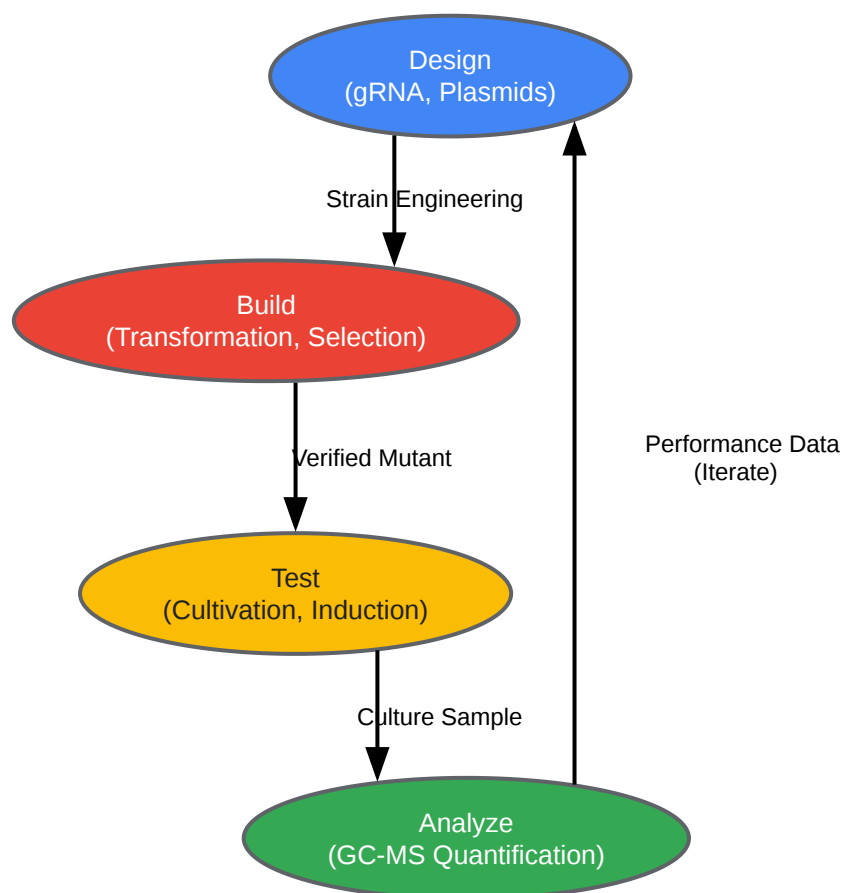 Design
(gRNA, Plasmids)
Strain Engineering
Build
(Transformation, Selection)
Performance Data
(Iterate)
Verified Mutant
Test
(Cultivation, Induction)
Culture Sample
Analyze
(GC-MS Quantification)